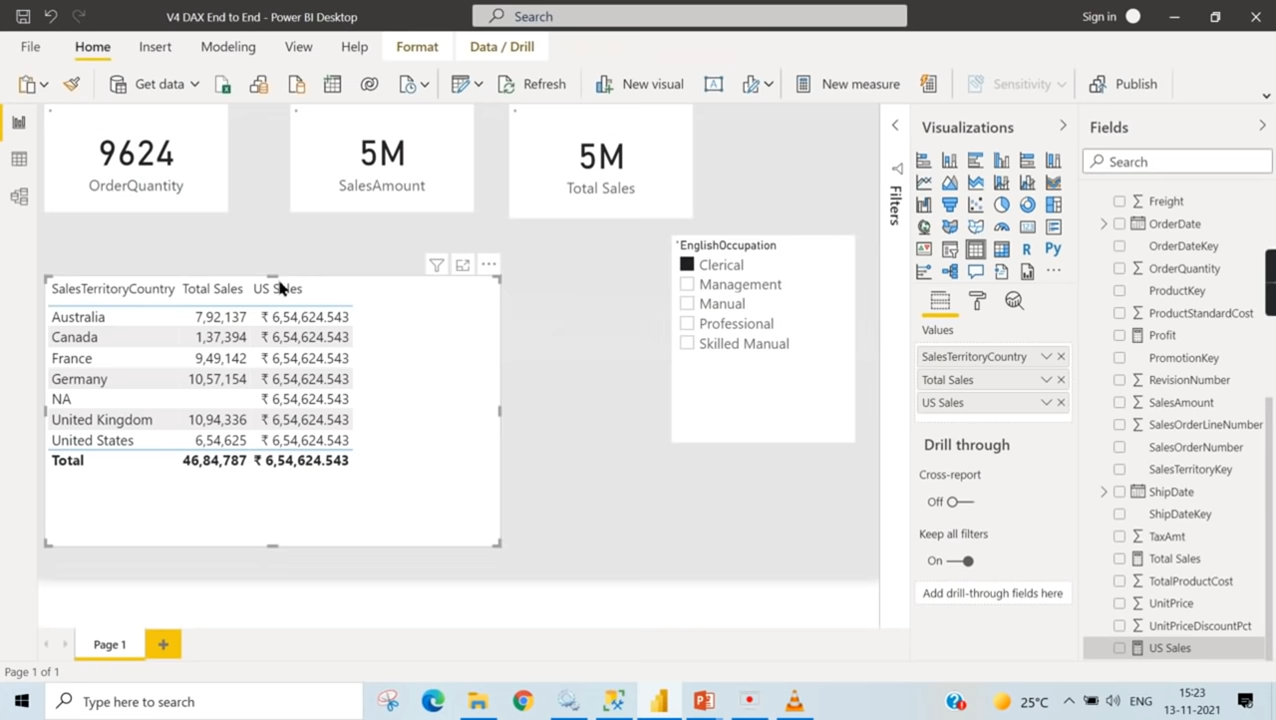 V4 DAX End to End - Power BI Desktop
Search
Sign in
File Home Insert Modeling View Help Format Data / Drill
Get data Refresh New visual New measure Sensitivity Publish
9624
OrderQuantity
5M
SalesAmount
5M
Total Sales
SalesTerritoryCountry Total Sales US Sales
Australia 7,92,137 ₹ 6,54,624.543
Canada 1,37,394 ₹ 6,54,624.543
France 9,49,142 ₹ 6,54,624.543
Germany 10,57,154 ₹ 6,54,624.543
NA ₹ 6,54,624.543
United Kingdom 10,94,336 ₹ 6,54,624.543
United States 6,54,625 ₹ 6,54,624.543
Total 46,84,787 ₹ 6,54,624.543
EnglishOccupation
Clerical
Management
Manual
Professional
Skilled Manual
Filters
Visualizations
R Py
Values
SalesTerritoryCountry
Total Sales
US Sales
Drill through
Cross-report
Off
Keep all filters
On
Add drill-through fields here
Fields
Search
Freight
OrderDate
OrderDateKey
OrderQuantity
ProductKey
ProductStandardCost
Profit
PromotionKey
RevisionNumber
SalesAmount
SalesOrderLineNumber
SalesOrderNumber
SalesTerritoryKey
ShipDate
ShipDateKey
TaxAmt
Total Sales
TotalProductCost
UnitPrice
UnitPriceDiscountPct
US Sales
Page 1
Page 1 of 1
Type here to search
25°C
ENG
15:23
13-11-2021